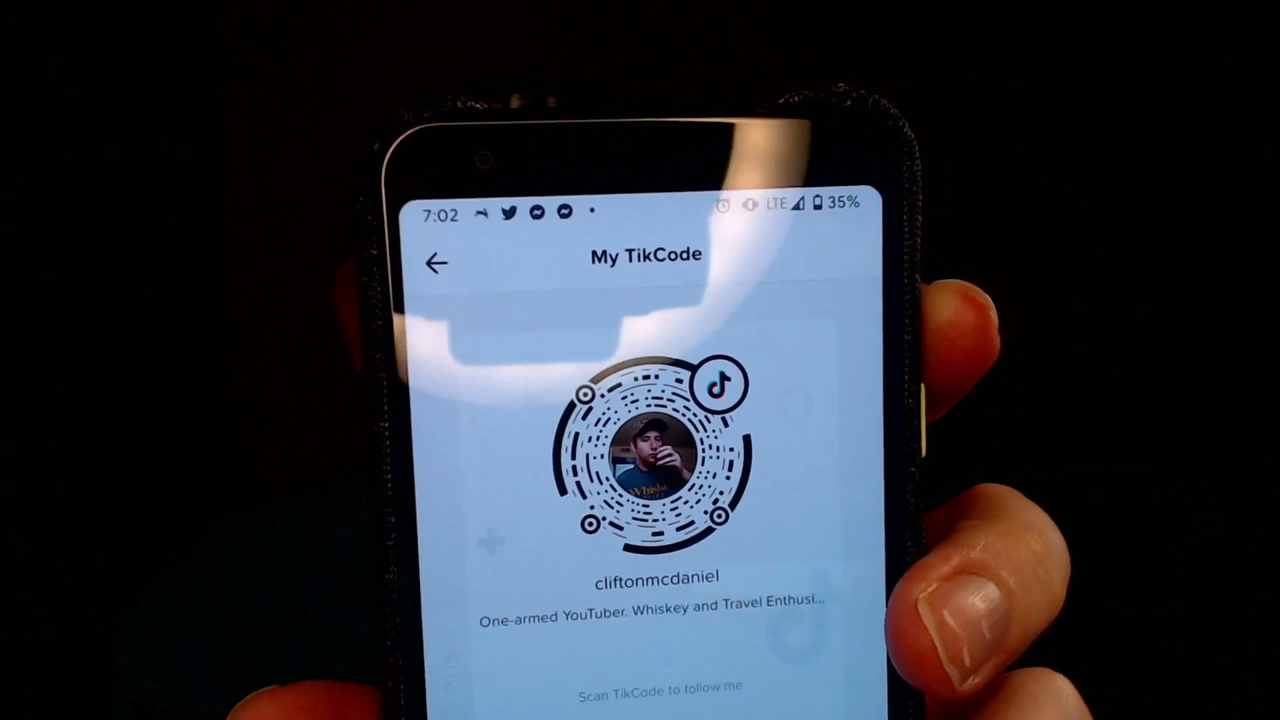 7:02 LTE 35%
My TikCode
Whiskey
cliftonmcdaniel
One-armed YouTuber. Whiskey and Travel Enthusi...
Scan TikCode to follow me